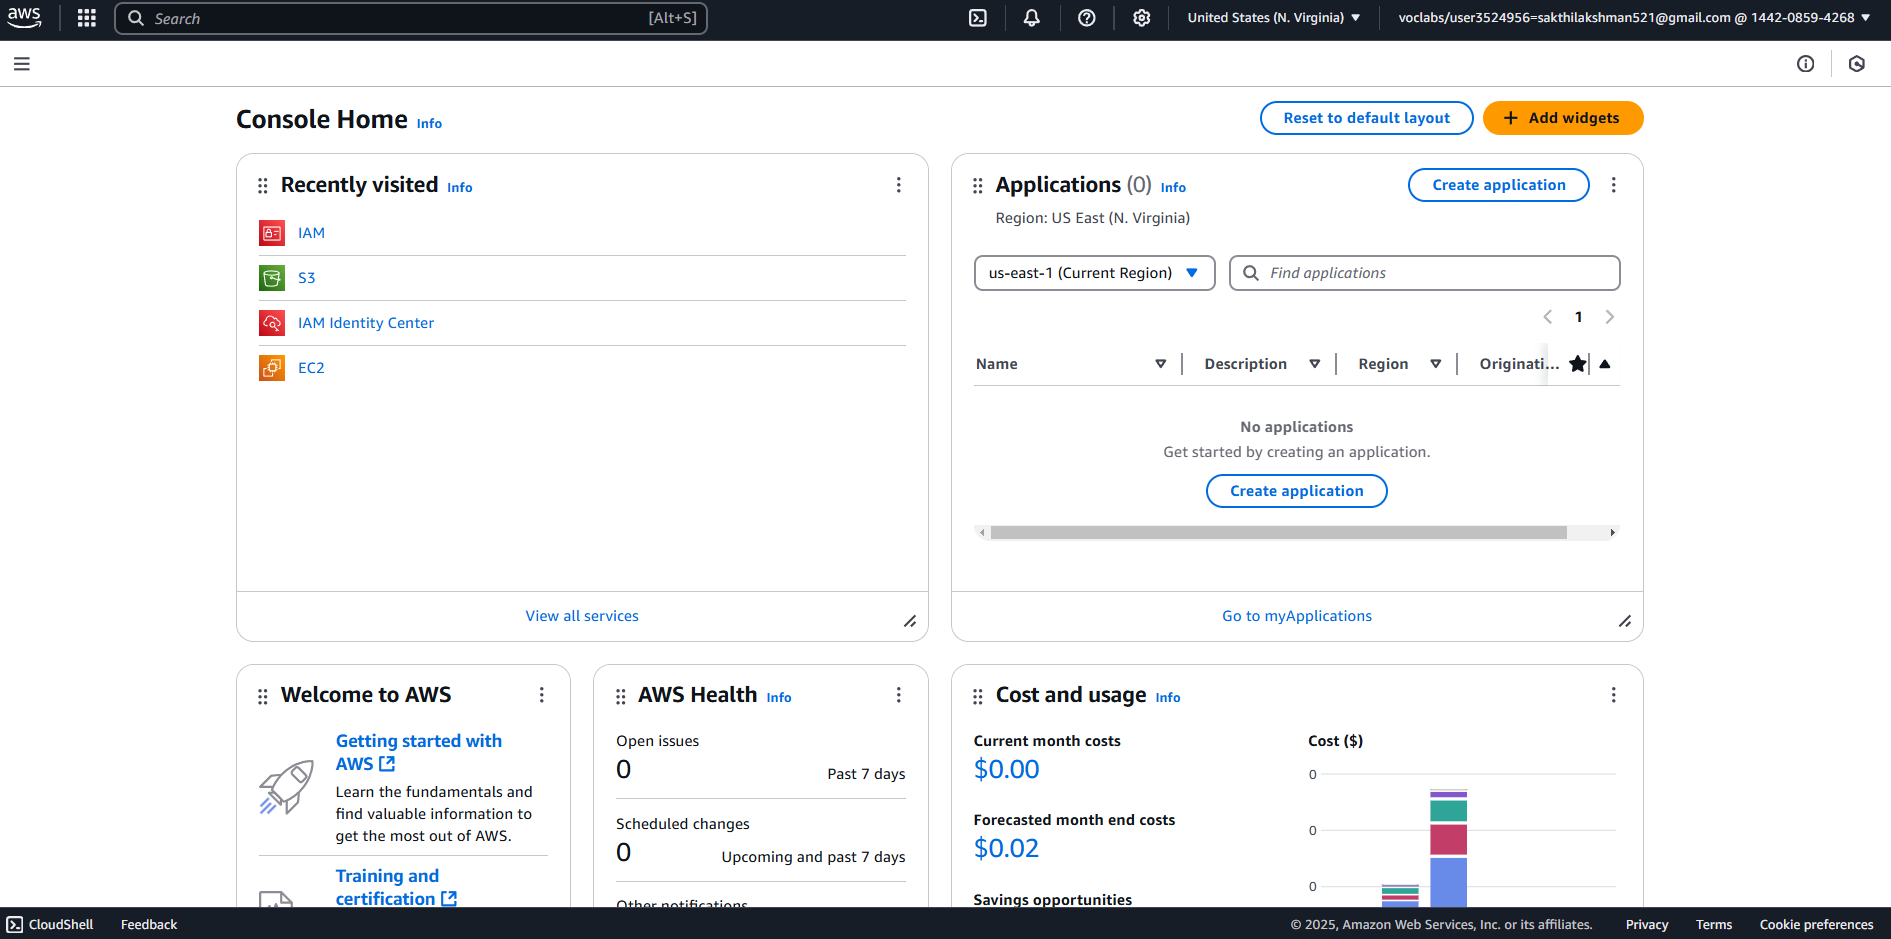 aws
Search [Alt+S]
United States (N. Virginia)
voclabs/user3524956=sakthilakshman521@gmail.com @ 1442-0859-4268
Console Home Info
Reset to default layout
Add widgets
Recently visited Info
IAM
S3
IAM Identity Center
EC2
View all services
Applications (0) Info
Create application
Region: US East (N. Virginia)
us-east-1 (Current Region)
Find applications
1
Name Description Region Originati...
No applications
Get started by creating an application.
Create application
Go to myApplications
Welcome to AWS
Getting started with
AWS
Learn the fundamentals and
find valuable information to
get the most out of AWS.
Training and
certification
AWS Health Info
Open issues
0 Past 7 days
Scheduled changes
0 Upcoming and past 7 days
Other notifications
Cost and usage Info
Current month costs
$0.00
Forecasted month end costs
$0.02
Savings opportunities
Cost ($)
0
0
0
CloudShell Feedback
© 2025, Amazon Web Services, Inc. or its affiliates. Privacy Terms Cookie preferences